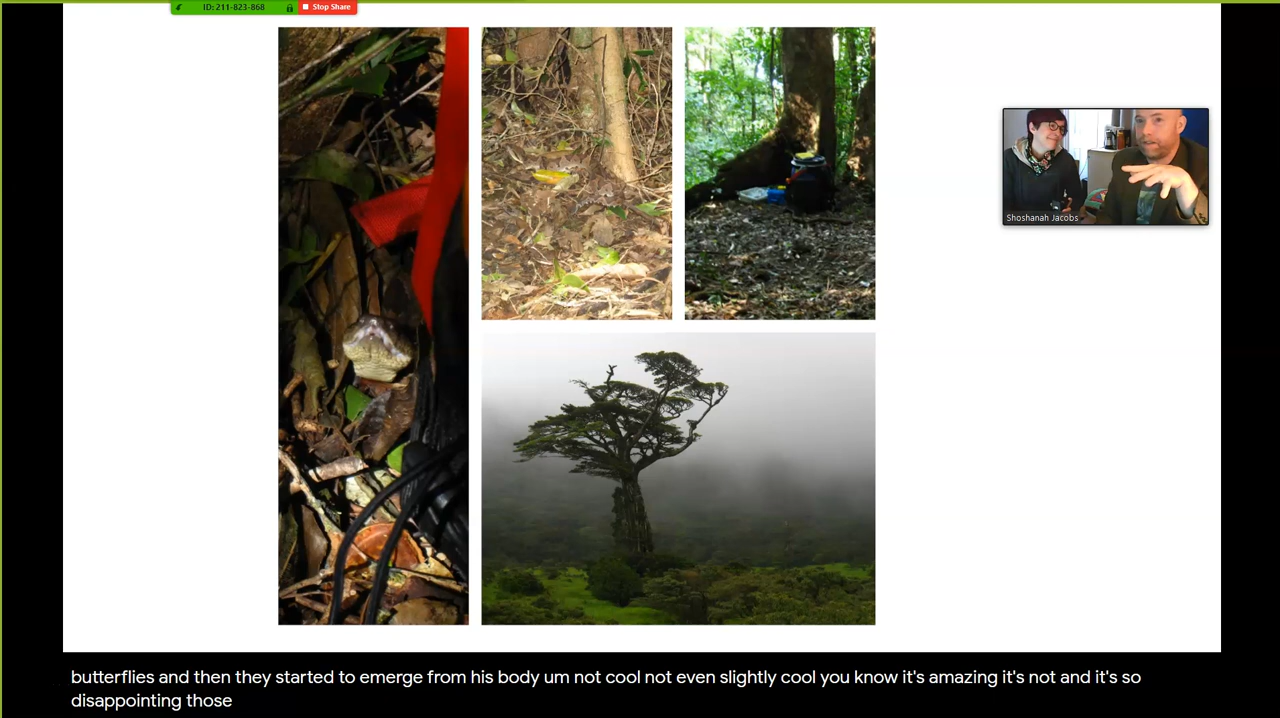 ID: 211-823-868
Stop Share
Shoshanah Jacobs
butterflies and then they started to emerge from his body um not cool not even slightly cool you know it's amazing it's not and it's so
disappointing those